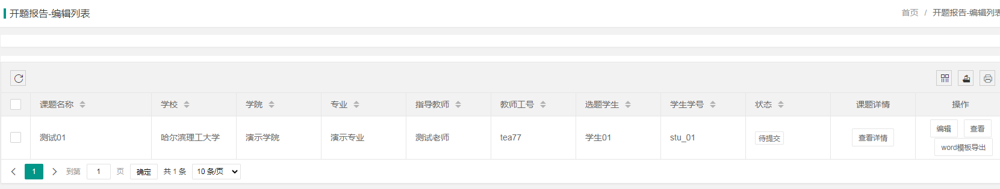 开题报告-编辑列表
首页 / 开题报告-编辑列表
课题名称 学校 学院 专业 指导教师 教师工号 选题学生 学生学号 状态 课题详情 操作
测试01 哈尔滨理工大学 演示学院 演示专业 测试老师 tea77 学生01 stu_01 待提交 查看详情 编辑 查看
word模板导出
1 到第 1 页 确定 共 1 条 10 条/页